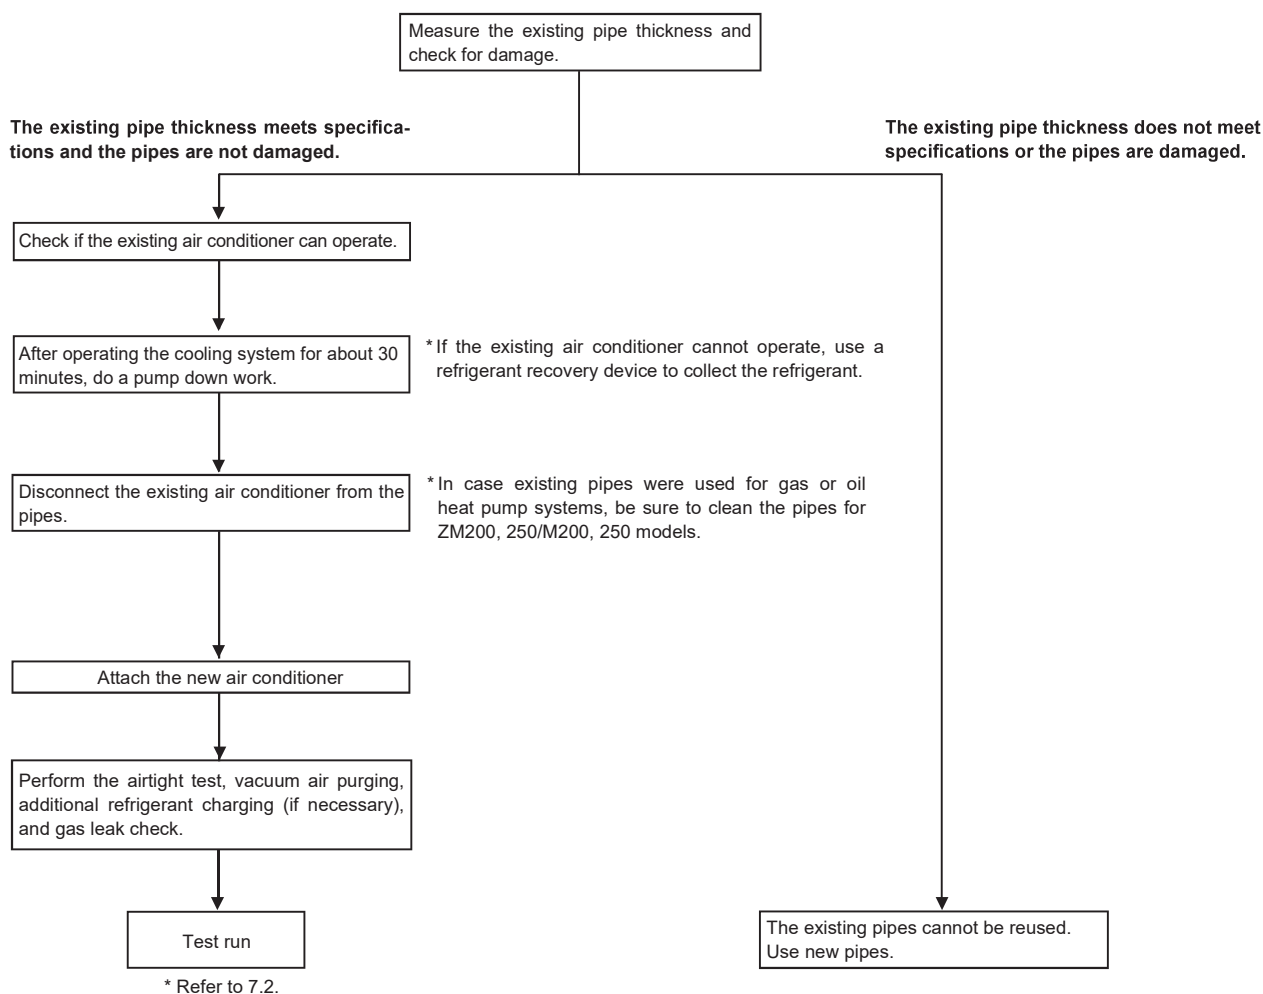 Measure the existing pipe thickness and
check for damage.
The existing pipe thickness meets specifica-
tions and the pipes are not damaged.
The existing pipe thickness does not meet
specifications or the pipes are damaged.
Check if the existing air conditioner can operate.
After operating the cooling system for about 30
minutes, do a pump down work.
* If the existing air conditioner cannot operate, use a
refrigerant recovery device to collect the refrigerant.
Disconnect the existing air conditioner from the
pipes.
* In case existing pipes were used for gas or oil
heat pump systems, be sure to clean the pipes for
ZM200, 250/M200, 250 models.
Attach the new air conditioner
Perform the airtight test, vacuum air purging,
additional refrigerant charging (if necessary),
and gas leak check.
Test run
* Refer to 7.2.
The existing pipes cannot be reused.
Use new pipes.